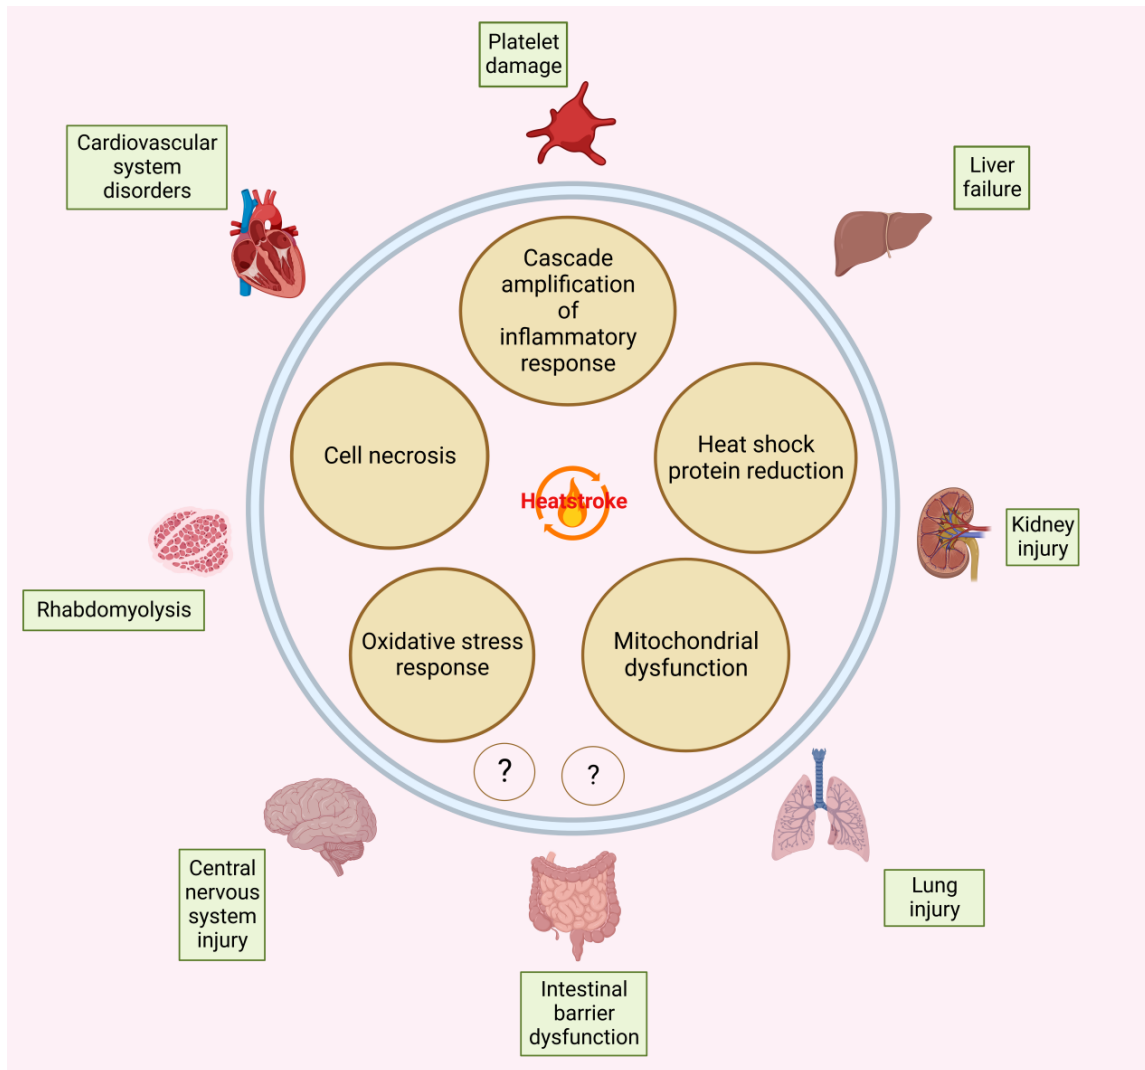 Platelet
damage
Cardiovascular
system
disorders
Liver
failure
Cascade
amplification
of
inflammatory
response
Cell necrosis
Heat shock
protein reduction
Heatstroke
Kidney
injury
Rhabdomyolysis
Oxidative stress
response
Mitochondrial
dysfunction
?
?
Central
nervous
system
injury
Lung
injury
Intestinal
barrier
dysfunction